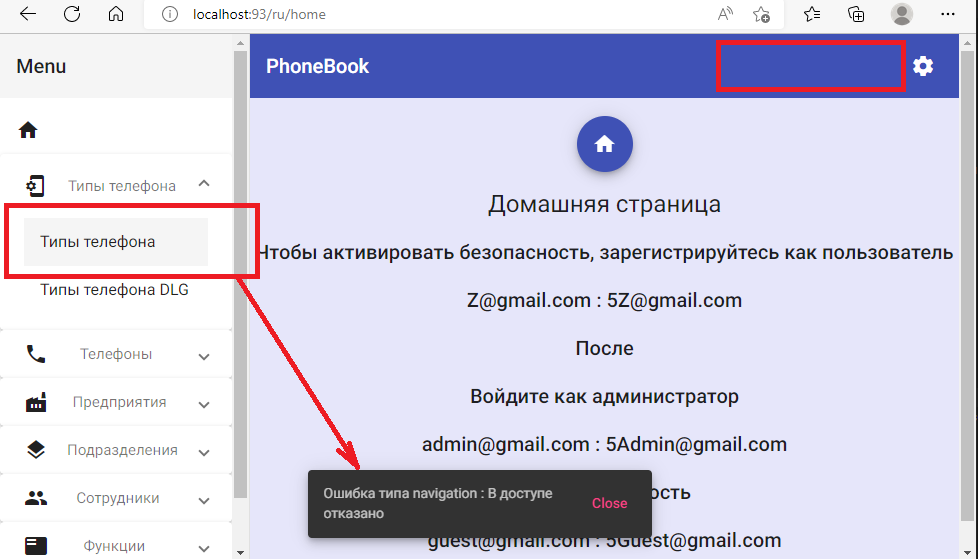 localhost:93/ru/home
Menu
PhoneBook
Типы телефона
Типы телефона
Типы телефона DLG
Телефоны
Предприятия
Подразделения
Сотрудники
Функции
Домашняя страница
Чтобы активировать безопасность, зарегистрируйтесь как пользователь
Z@gmail.com : 5Z@gmail.com
После
Войдите как администратор
admin@gmail.com : 5Admin@gmail.com
ость
guest@gmail.com : 5Guest@gmail.com
Ошибка типа navigation : В доступе
отказано
Close